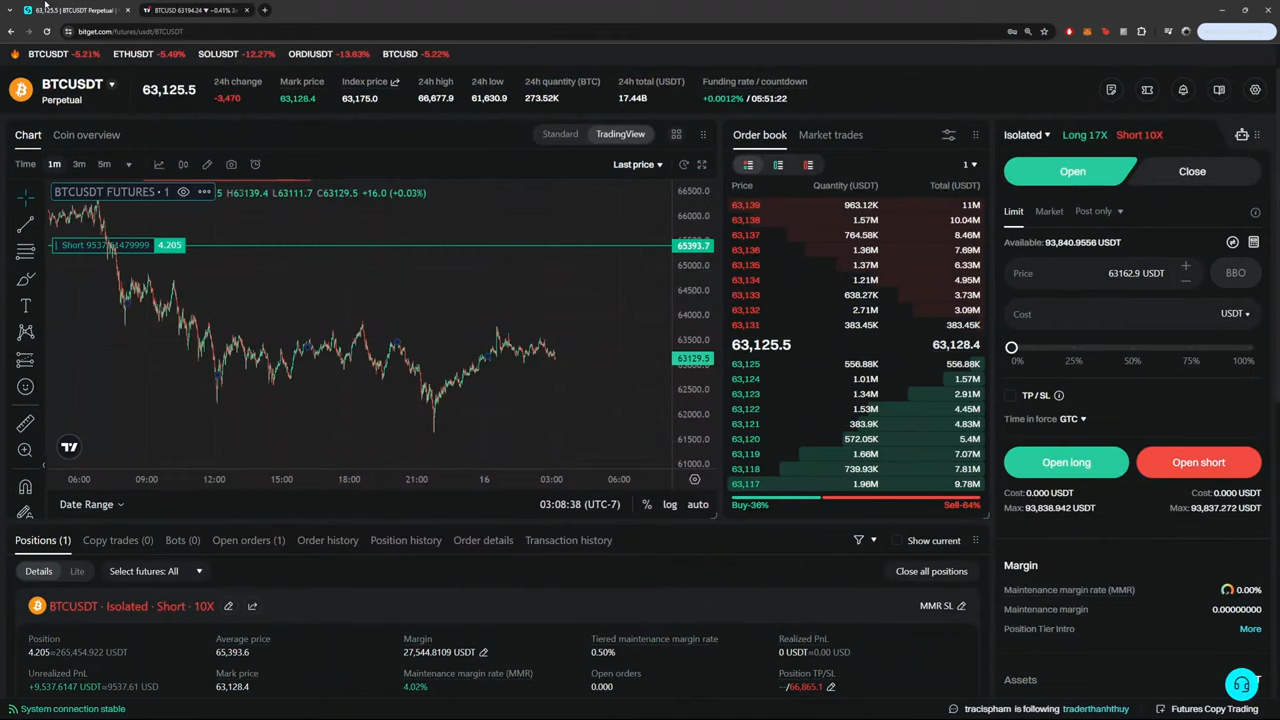 63,125.5 | BTCUSDT Perpetual
BTCUSD 63194.24 ▼ −0.41%
bitget.com/futures/usdt/BTCUSDT
BTCUSDT -5.21% ETHUSDT -5.49% SOLUSDT -12.27% ORDIUSDT -13.63% BTCUSD -5.22%
BTCUSDT
Perpetual
63,125.5
24h change
-3,470
Mark price
63,128.4
Index price
63,175.0
24h high
66,677.9
24h low
61,630.9
24h quantity (BTC)
273.52K
24h total (USDT)
17.44B
Funding rate / countdown
+0.0012% / 05:51:22
Chart Coin overview
Standard TradingView
Time 1m 3m 5m
Last price
BTCUSDT FUTURES · 1
5 H63139.4 L63111.7 C63129.5 +16.0 (+0.03%)
4.205
66500.0
66000.0
65393.7
65000.0
64500.0
64000.0
63500.0
63129.5
62500.0
62000.0
61500.0
61000.0
06:00 09:00 12:00 15:00 18:00 21:00 16 03:00 06:00
Date Range
03:08:38 (UTC-7) % log auto
Order book Market trades
1
Price Quantity (USDT) Total (USDT)
63,139 963.12K 11M
63,138 1.57M 10.04M
63,137 764.58K 8.46M
63,136 1.36M 7.69M
63,135 1.37M 6.33M
63,134 1.21M 4.95M
63,133 638.27K 3.73M
63,132 2.71M 3.09M
63,131 383.45K 383.45K
63,125.5 63,128.4
63,125 556.88K 556.88K
63,124 1.01M 1.57M
63,123 1.34M 2.91M
63,122 1.53M 4.45M
63,121 383.9K 4.83M
63,120 572.05K 5.4M
63,119 1.66M 7.07M
63,118 739.93K 7.81M
63,117 1.96M 9.78M
Buy-36% Sell-64%
Isolated Long 17X Short 10X
Open Close
Limit Market Post only
Available: 93,840.9556 USDT
Price 63162.9 USDT BBO
Cost USDT
0% 25% 50% 75% 100%
TP / SL
Time in force GTC
Open long Open short
Cost: 0.000 USDT Cost: 0.000 USDT
Max: 93,838.942 USDT Max: 93,837.272 USDT
Margin
Maintenance margin rate (MMR) 0.00%
Maintenance margin 0.00000000
Position Tier Intro More
Assets
Positions (1) Copy trades (0) Bots (0) Open orders (1) Order history Position history Order details Transaction history
Show current
Details Lite Select futures: All
Close all positions
BTCUSDT · Isolated · Short · 10X
MMR SL
Position
4.205≈265,454.922 USDT
Average price
65,393.6
Margin
27,544.8109 USDT
Tiered maintenance margin rate
0.50%
Realized PnL
0 USDT≈0.00 USD
Unrealized PnL
+9,537.6147 USDT≈9537.61 USD
Mark price
63,128.4
Maintenance margin rate (MMR)
4.02%
Open orders
0.000
Position TP/SL
--/66,865.1
System connection stable
tracispham is following traderthanhthuy
Futures Copy Trading